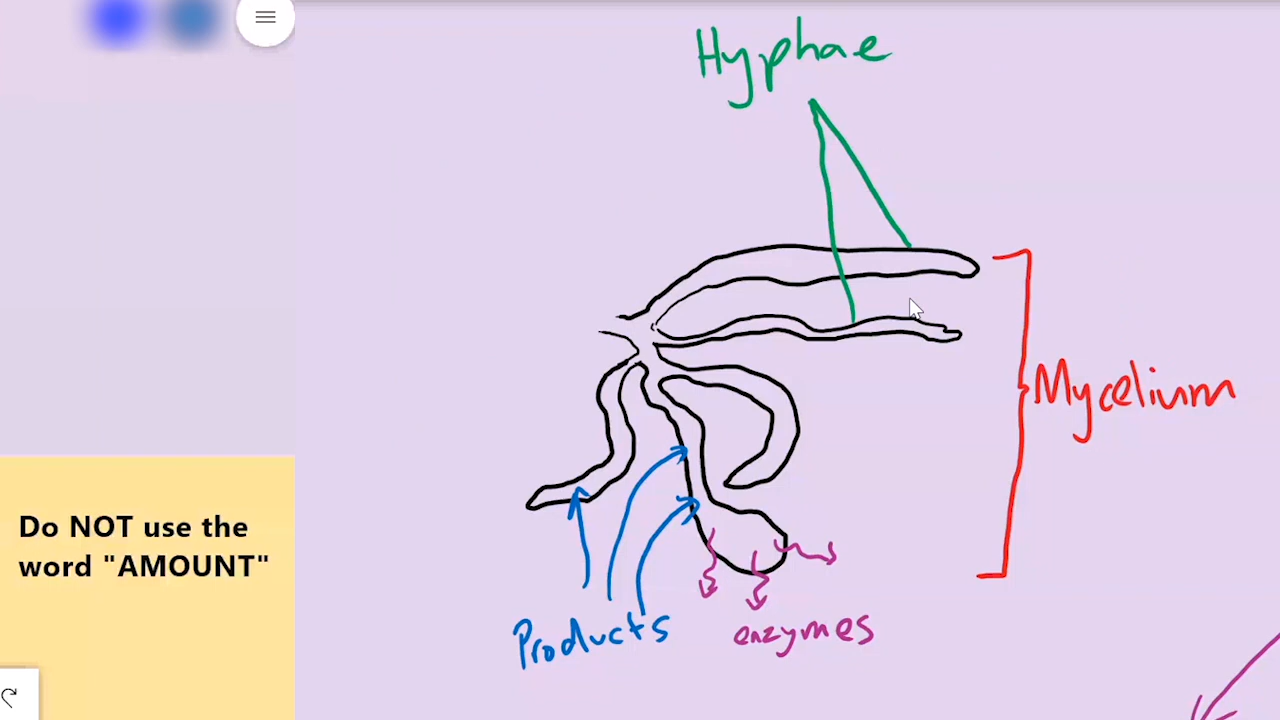 Hyphae
Mycelium
Do NOT use the
word "AMOUNT"
Products
enzymes